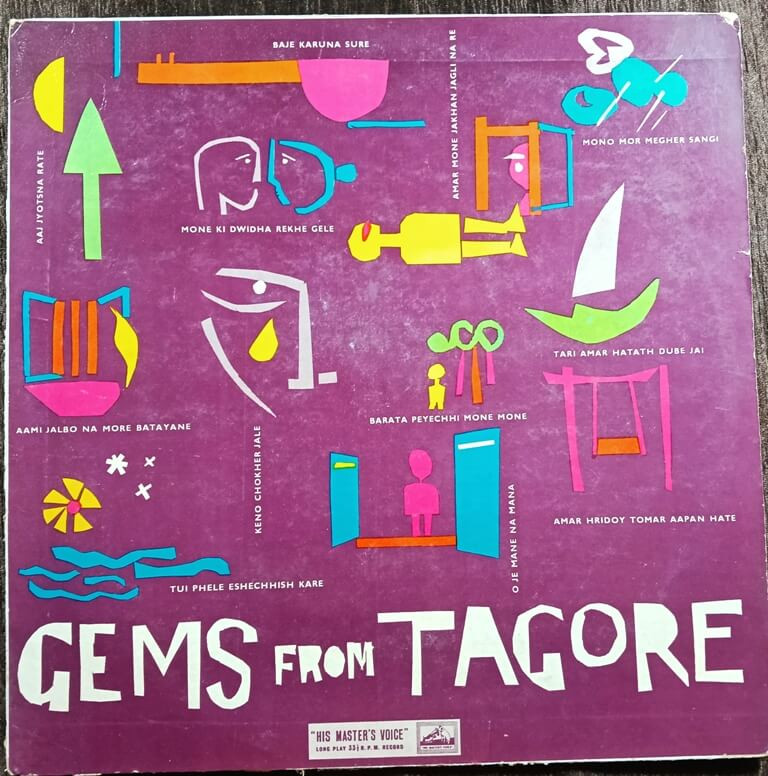 BAJE KARUNA SURE
AMAR MONE JAKHAN JAGLI NA RE
MONO MOR MEGHER SANGI
AAJ JYOTSNA RATE
MONE KI DWIDHA REKHE GELE
TARI AMAR HATATH DUBE JAI
BARATA PEYECHHI MONE MONE
AAMI JALBO NA MORE BATAYANE
KENO CHOKHER JALE
O JE MANE NA MANA
AMAR HRIDOY TOMAR AAPAN HATE
TUI PHELE ESHECHHISH KARE
GEMS FROM TAGORE
"HIS MASTER'S VOICE"
LONG PLAY 33⅓ R.P.M. RECORD
"HIS MASTER'S VOICE"